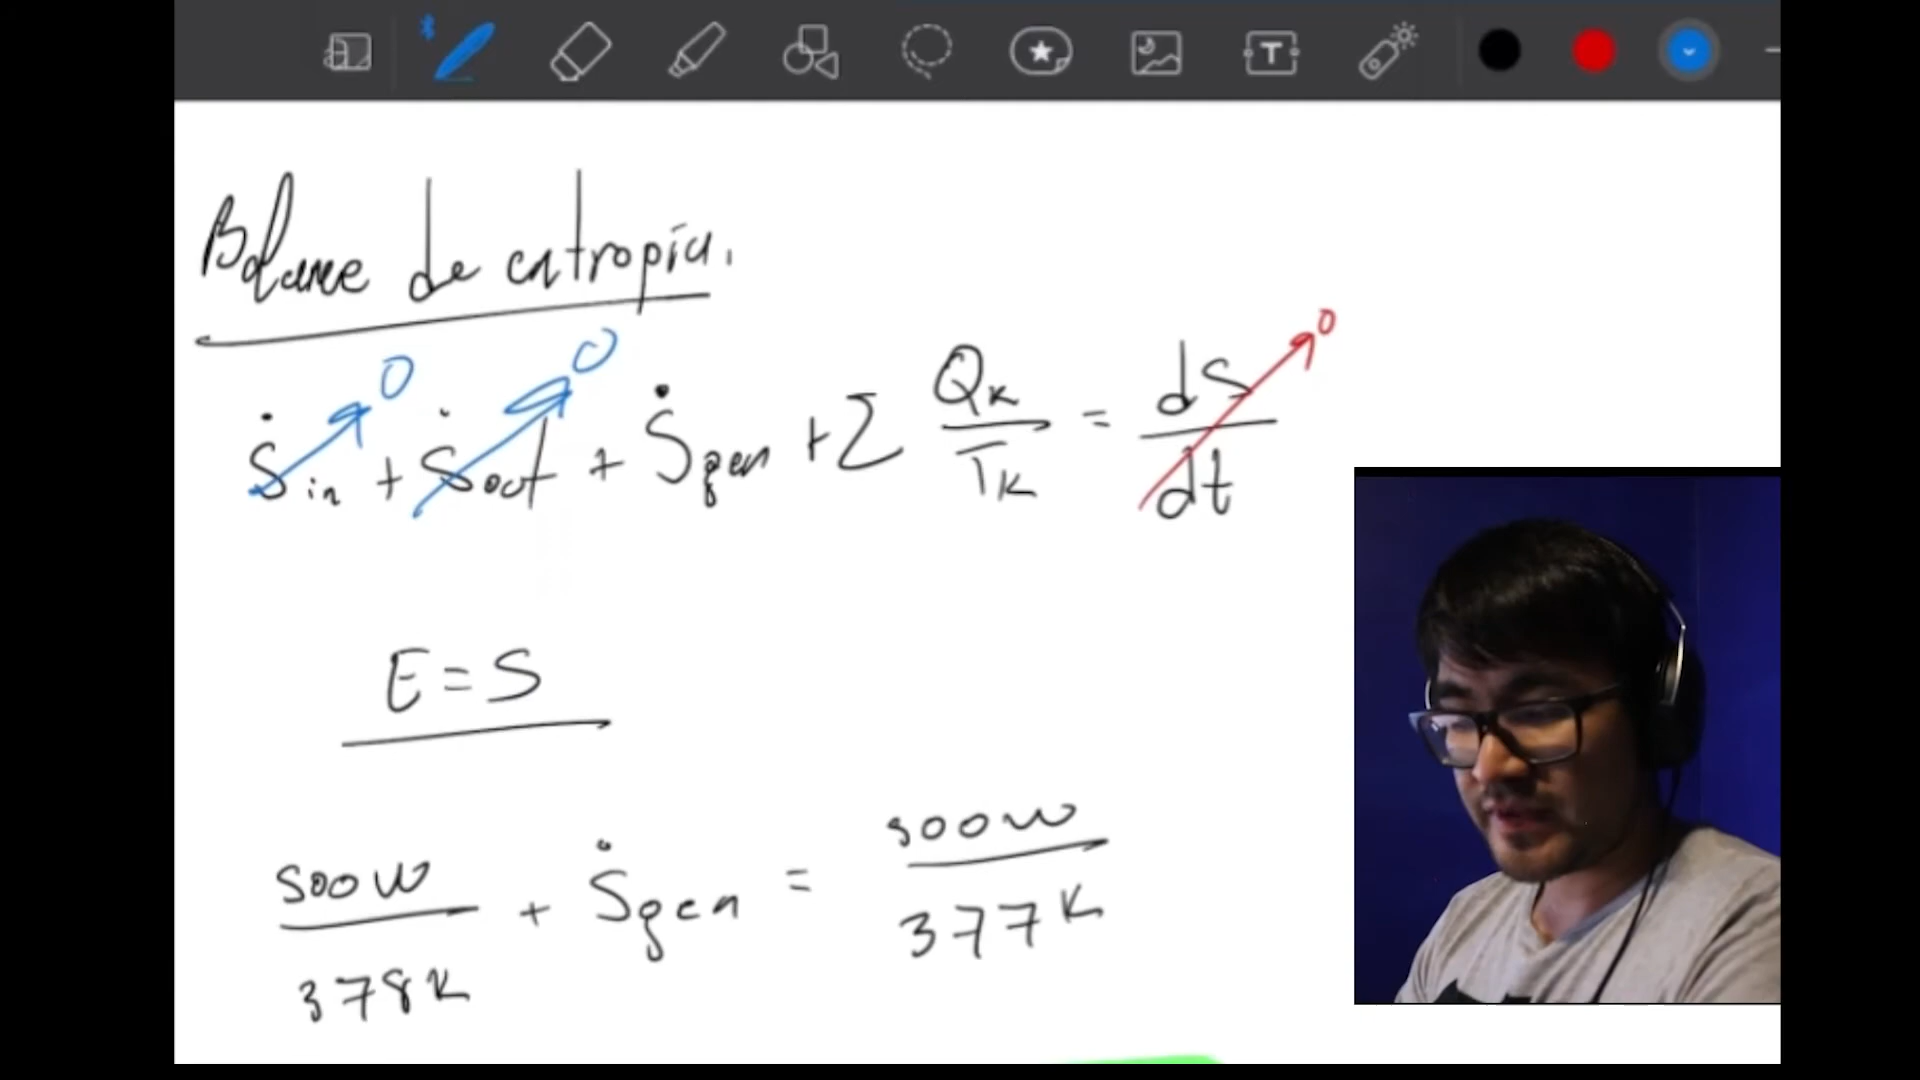 Balance de entropía.
Ṡin + Ṡout + Ṡgen + Σ Qk/Tk = dS/dt
0 0 0
E = S
500W/378K + Ṡgen = 500W/377K